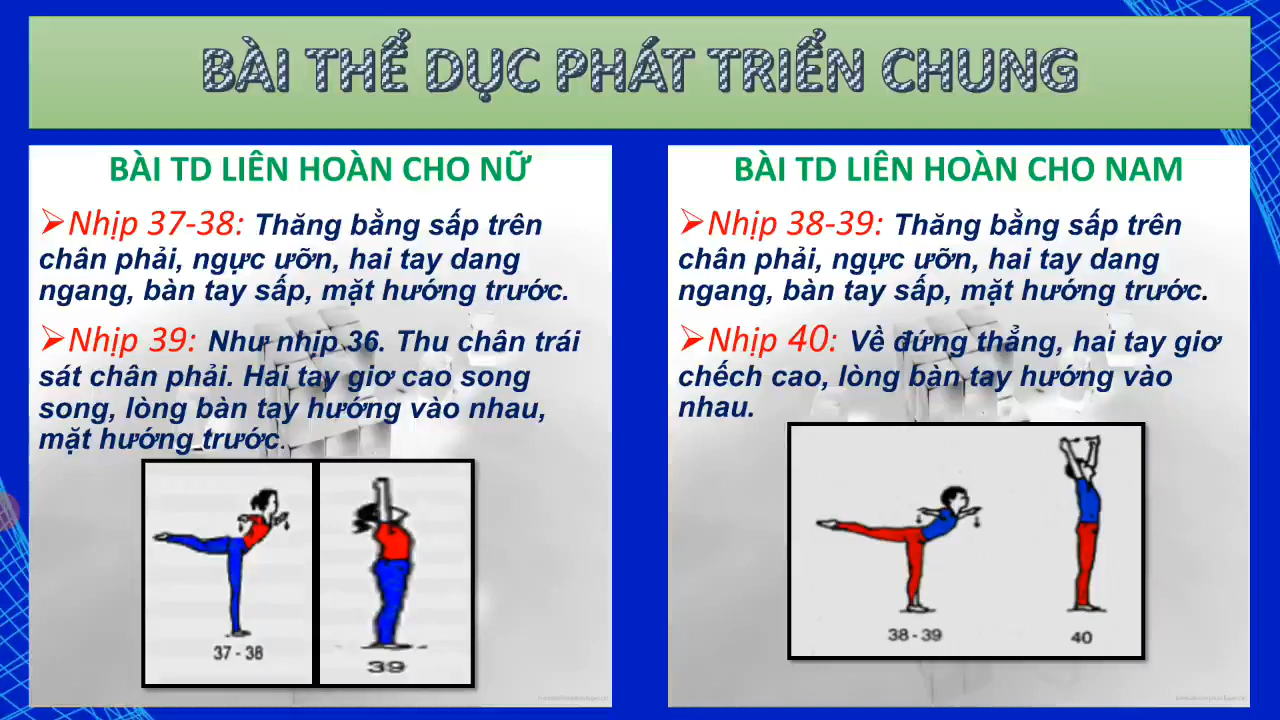 BÀI THỂ DỤC PHÁT TRIỂN CHUNG
BÀI TD LIÊN HOÀN CHO NỮ
Nhịp 37-38: Thăng bằng sấp trên
chân phải, ngực ưỡn, hai tay dang
ngang, bàn tay sấp, mặt hướng trước.
Nhịp 39: Như nhịp 36. Thu chân trái
sát chân phải. Hai tay giơ cao song
song, lòng bàn tay hướng vào nhau,
mặt hướng trước.
37 - 38
39
BÀI TD LIÊN HOÀN CHO NAM
Nhịp 38-39: Thăng bằng sấp trên
chân phải, ngực ưỡn, hai tay dang
ngang, bàn tay sấp, mặt hướng trước.
Nhịp 40: Về đứng thẳng, hai tay giơ
chếch cao, lòng bàn tay hướng vào
nhau.
38 - 39
40